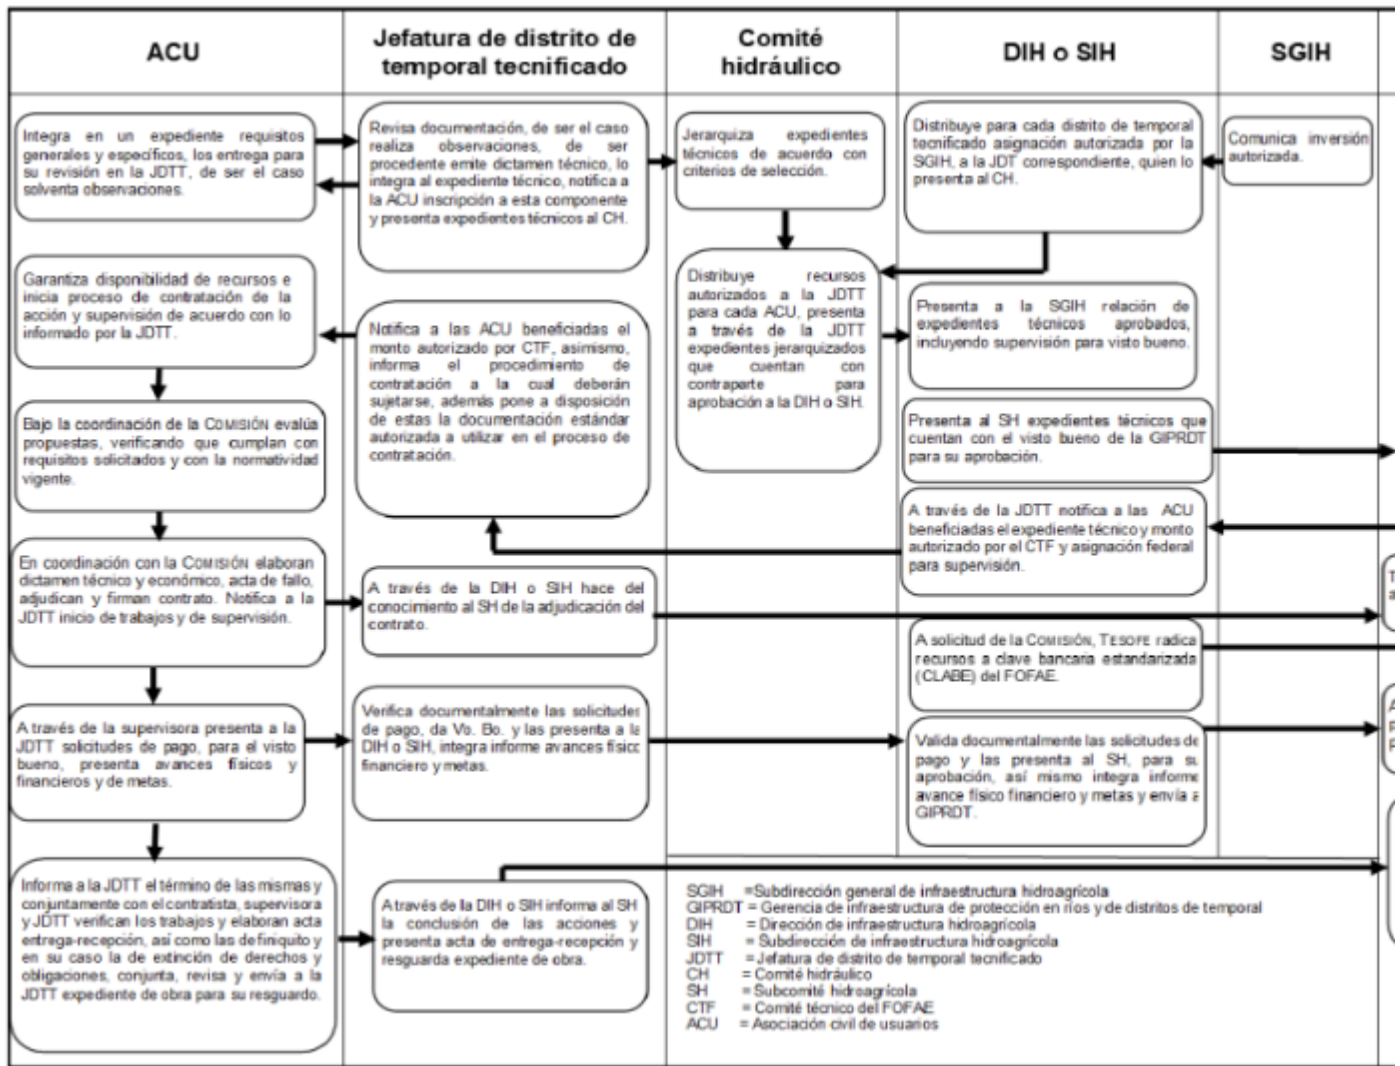 ACU
Jefatura de distrito de
temporal tecnificado
Comité
hidráulico
DIH o SIH
SGIH
Integra en un expediente requisitos
generales y específicos, los entrega para
su revisión en la JDTT, de ser el caso
solventa observaciones.
Revisa documentación, de ser el caso
realiza observaciones, de ser
procedente emite dictamen técnico, lo
integra al expediente técnico, notifica a
la ACU inscripción a esta componente
y presenta expedientes técnicos al CH.
Jerarquiza expedientes
técnicos de acuerdo con
criterios de selección.
Distribuye para cada distrito de temporal
tecnificado asignación autorizada por la
SGIH, a la JDT correspondiente, quien lo
presenta al CH.
Comunica inversión
autorizada.
Garantiza disponibilidad de recursos e
inicia proceso de contratación de la
acción y supervisión de acuerdo con lo
informado por la JDTT.
Notifica a las ACU beneficiadas el
monto autorizado por CTF, asimismo,
informa el procedimiento de
contratación a la cual deberán
sujetarse, además pone a disposición
de estas la documentación estándar
autorizada a utilizar en el proceso de
contratación.
Distribuye recursos
autorizados a la JDTT
para cada ACU, presenta
a través de la JDTT
expedientes jerarquizados
que cuentan con
contraparte para
aprobación a la DIH o SIH.
Presenta a la SGIH relación de
expedientes técnicos aprobados,
incluyendo supervisión para visto bueno.
Bajo la coordinación de la COMISIÓN evalúa
propuestas, verificando que cumplan con
requisitos solicitados y con la normatividad
vigente.
Presenta al SH expedientes técnicos que
cuentan con el visto bueno de la GIPRDT
para su aprobación.
A través de la JDTT notifica a las ACU
beneficiadas el expediente técnico y monto
autorizado por el CTF y asignación federal
para supervisión.
En coordinación con la COMISIÓN elaboran
dictamen técnico y económico, acta de fallo,
adjudican y firman contrato. Notifica a la
JDTT inicio de trabajos y de supervisión.
A través de la DIH o SIH hace del
conocimiento al SH de la adjudicación del
contrato.
T
a
A solicitud de la COMISIÓN, TESOFE radica
recursos a clave bancaria estandarizada
(CLABE) del FOFAE.
A través de la supervisora presenta a la
JDTT solicitudes de pago, para el visto
bueno, presenta avances físicos y
financieros y de metas.
Verifica documentalmente las solicitudes
de pago, da Vo. Bo. y las presenta a la
DIH o SIH, integra informe avances físico
financiero y metas.
Valida documentalmente las solicitudes de
pago y las presenta al SH, para su
aprobación, así mismo integra informe
avance físico financiero y metas y envía a
GIPRDT.
A
p
p
Informa a la JDTT el término de las mismas y
conjuntamente con el contratista, supervisora
y JDTT verifican los trabajos y elaboran acta
entrega-recepción, así como las definiquito y
en su caso la de extinción de derechos y
obligaciones, conjunta, revisa y envía a la
JDTT expediente de obra para su resguardo.
A través de la DIH o SIH informa al SH
la conclusión de las acciones y
presenta acta de entrega-recepción y
resguarda expediente de obra.
SGIH =Subdirección general de infraestructura hidroagrícola
GIPRDT = Gerencia de infraestructura de protección en ríos y de distritos de temporal
DIH = Dirección de infraestructura hidroagrícola
SIH = Subdirección de infraestructura hidroagrícola
JDTT = Jefatura de distrito de temporal tecnificado
CH = Comité hidráulico
SH = Subcomité hidroagrícola
CTF = Comité técnico del FOFAE
ACU = Asociación civil de usuarios